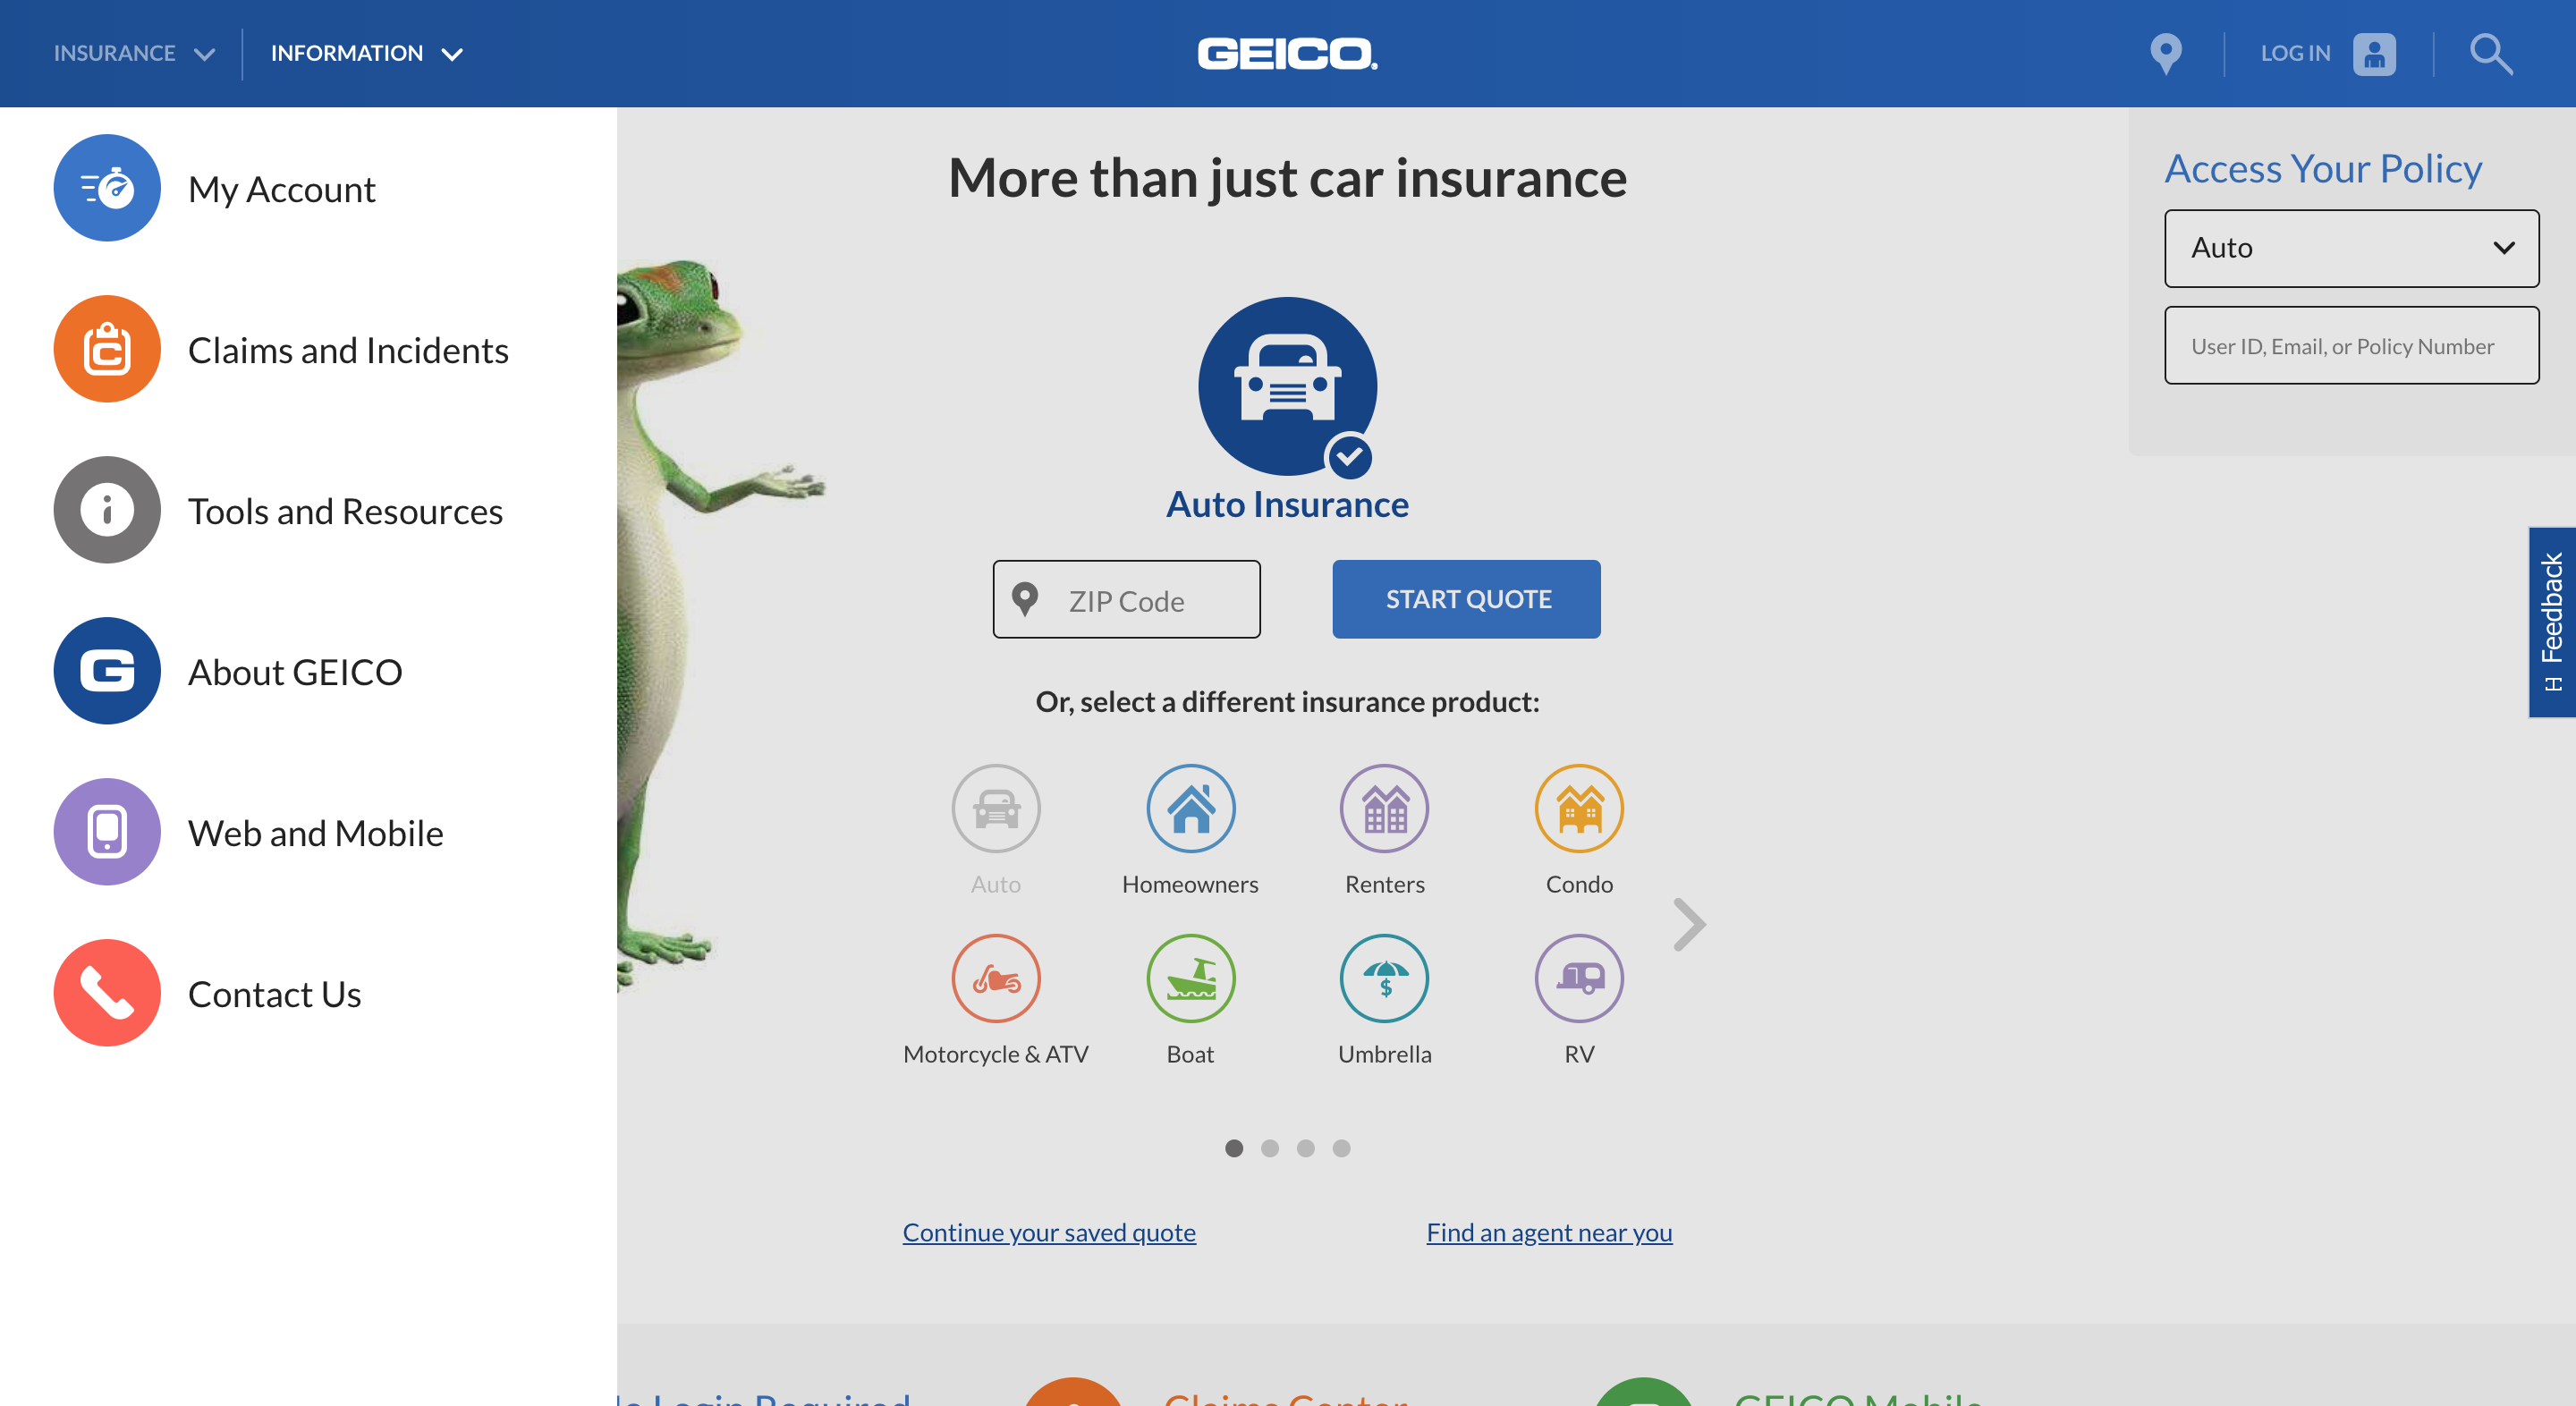 INSURANCE
INFORMATION
GEICO.
LOG IN
My Account
Claims and Incidents
Tools and Resources
About GEICO
Web and Mobile
Contact Us
More than just car insurance
Auto Insurance
ZIP Code
START QUOTE
Or, select a different insurance product:
Auto
Homeowners
Renters
Condo
Motorcycle & ATV
Boat
Umbrella
RV
Continue your saved quote
Find an agent near you
Access Your Policy
Auto
User ID, Email, or Policy Number
Feedback
Login Required
Claims Center
GEICO Mobile